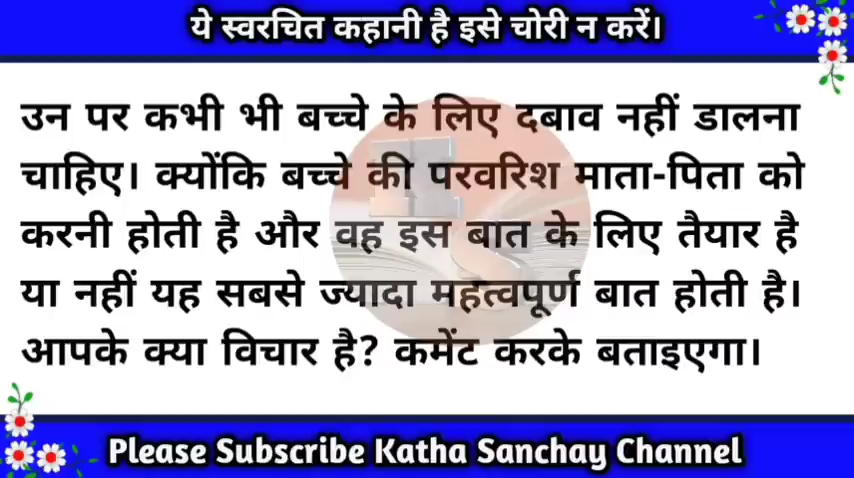 ये स्वरचित कहानी है इसे चोरी न करें।
उन पर कभी भी बच्चे के लिए दबाव नहीं डालना
चाहिए। क्योंकि बच्चे की परवरिश माता-पिता को
करनी होती है और वह इस बात के लिए तैयार है
या नहीं यह सबसे ज्यादा महत्वपूर्ण बात होती है।
आपके क्या विचार है? कमेंट करके बताइएगा।
Please Subscribe Katha Sanchay Channel